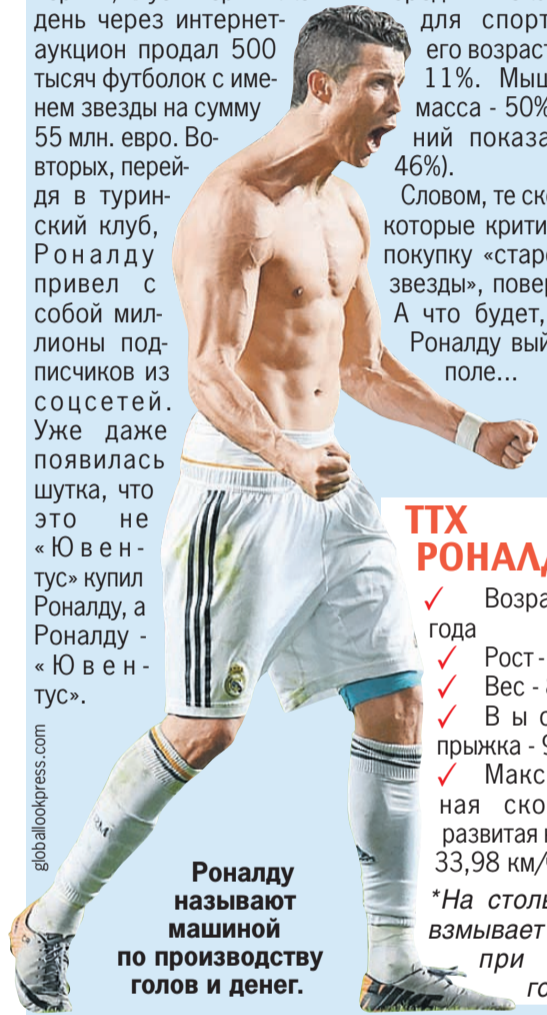 день через интернет-
аукцион продал 500
тысяч футболок с име-
нем звезды на сумму
55 млн. евро. Во-
вторых, перей-
дя в турин-
ский клуб,
Роналду
привел с
собой мил-
лионы под-
писчиков из
соцсетей.
Уже даже
появилась
шутка, что
это не
«Ювен-
тус» купил
Роналду, а
Роналду -
«Ювен-
тус».
globallookpress.com
Роналду
называют
машиной
по производству
голов и денег.
для спорт
его возраст
11%. Мыш
масса - 50%
ний показа
46%).
Словом, те ск
которые крити
покупку «старо
звезды», повер
А что будет,
Роналду вый
поле...
ТТХ
РОНАЛД
✓ Возра
года
✓ Рост -
✓ Вес -
✓ Выс
прыжка - 9
✓ Макс
ная ско
развитая
33,98 км/
*На столь
взмывает
при
го